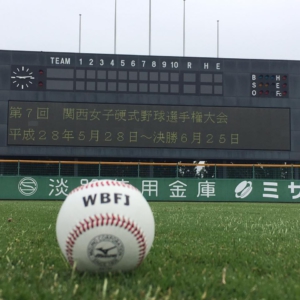 TEAM 1 2 3 4 5 6 7 8 9 10 R H E
B H
S E
O F
第7回 関西女子硬式野球選手権大会
平成28年5月28日～決勝6月25日
淡路信用金庫 ミサ
WBFJ